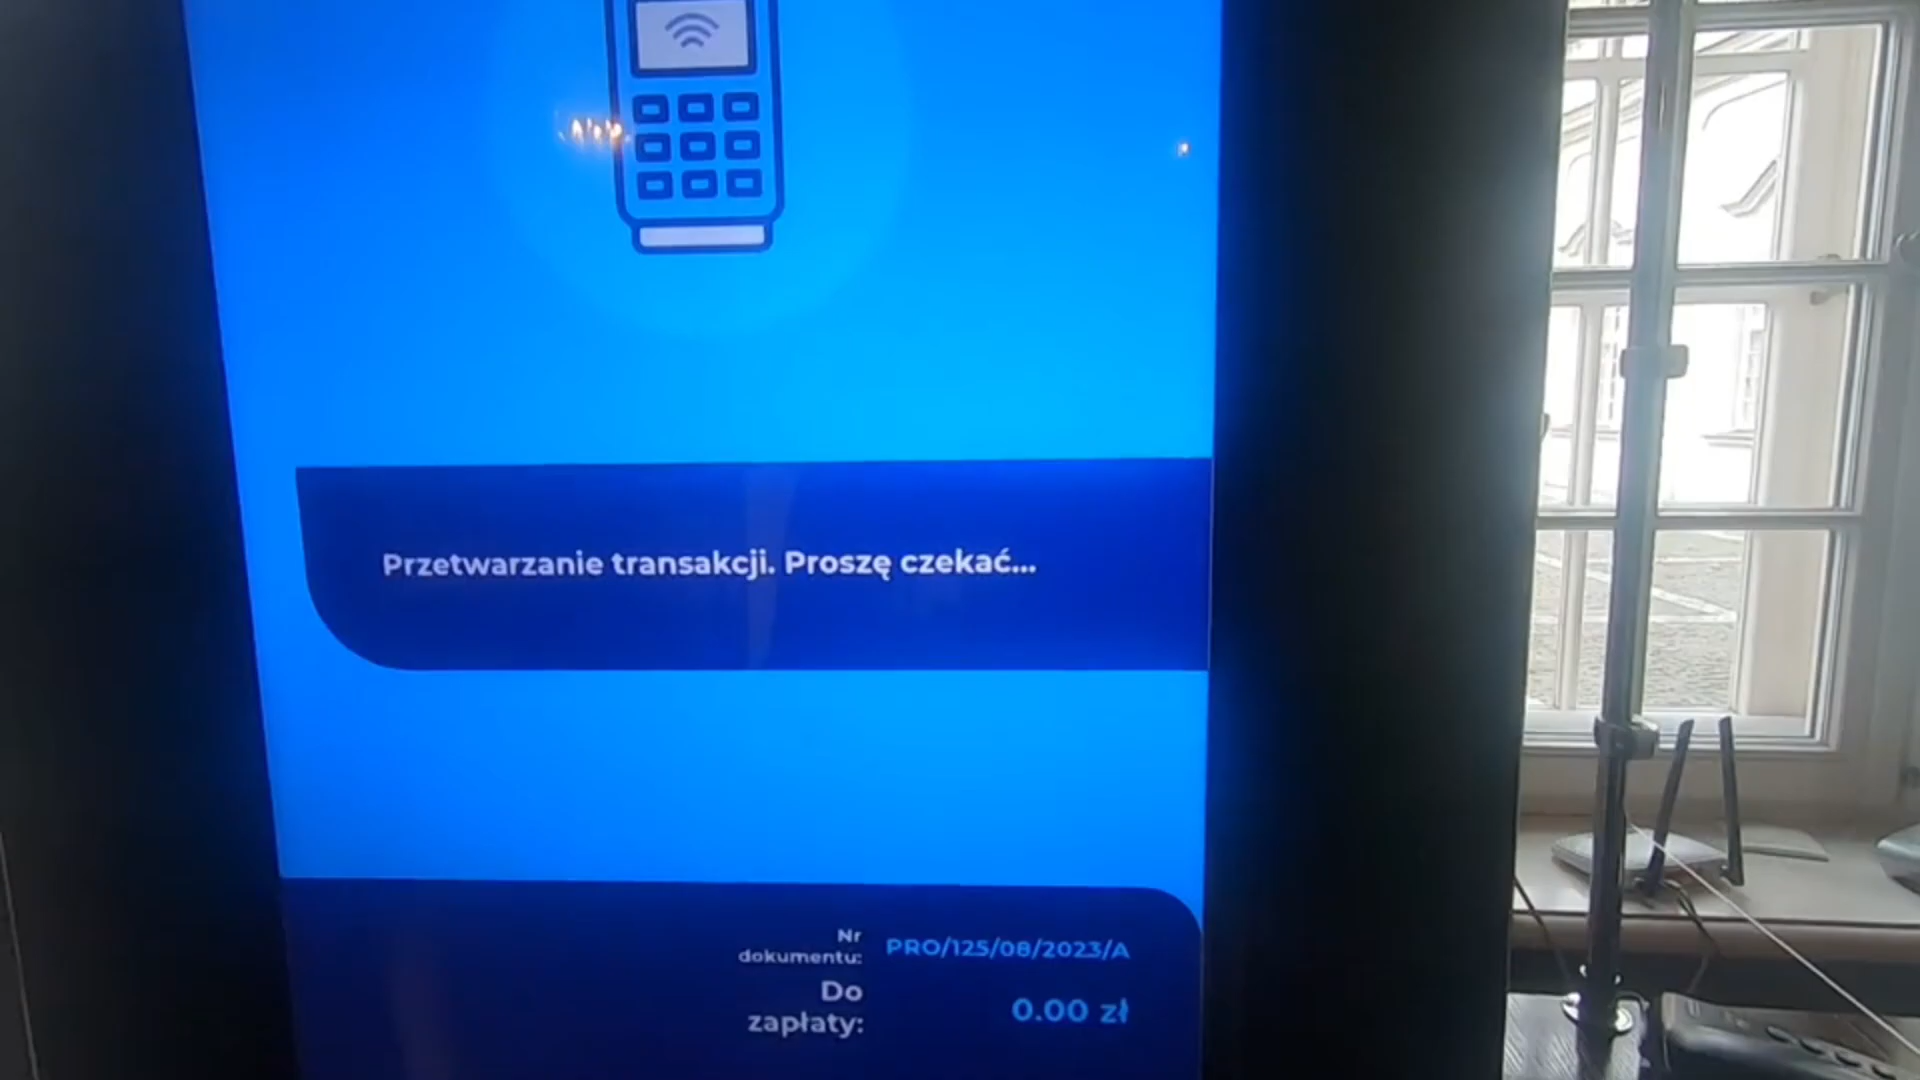 Przetwarzanie transakcji. Proszę czekać...
Nr
dokumentu: PRO/125/08/2023/A
Do
zapłaty: 0.00 zł